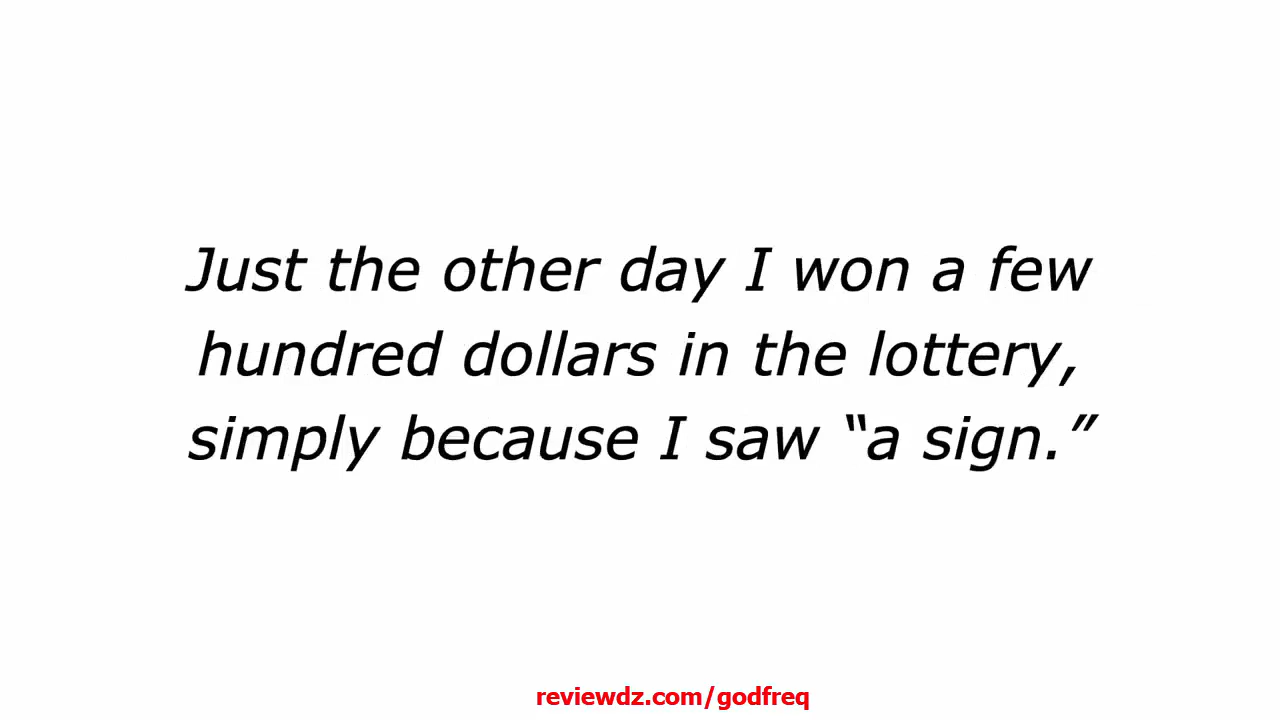 Just the other day I won a few
hundred dollars in the lottery,
simply because I saw “a sign.”
reviewdz.com/godfreq